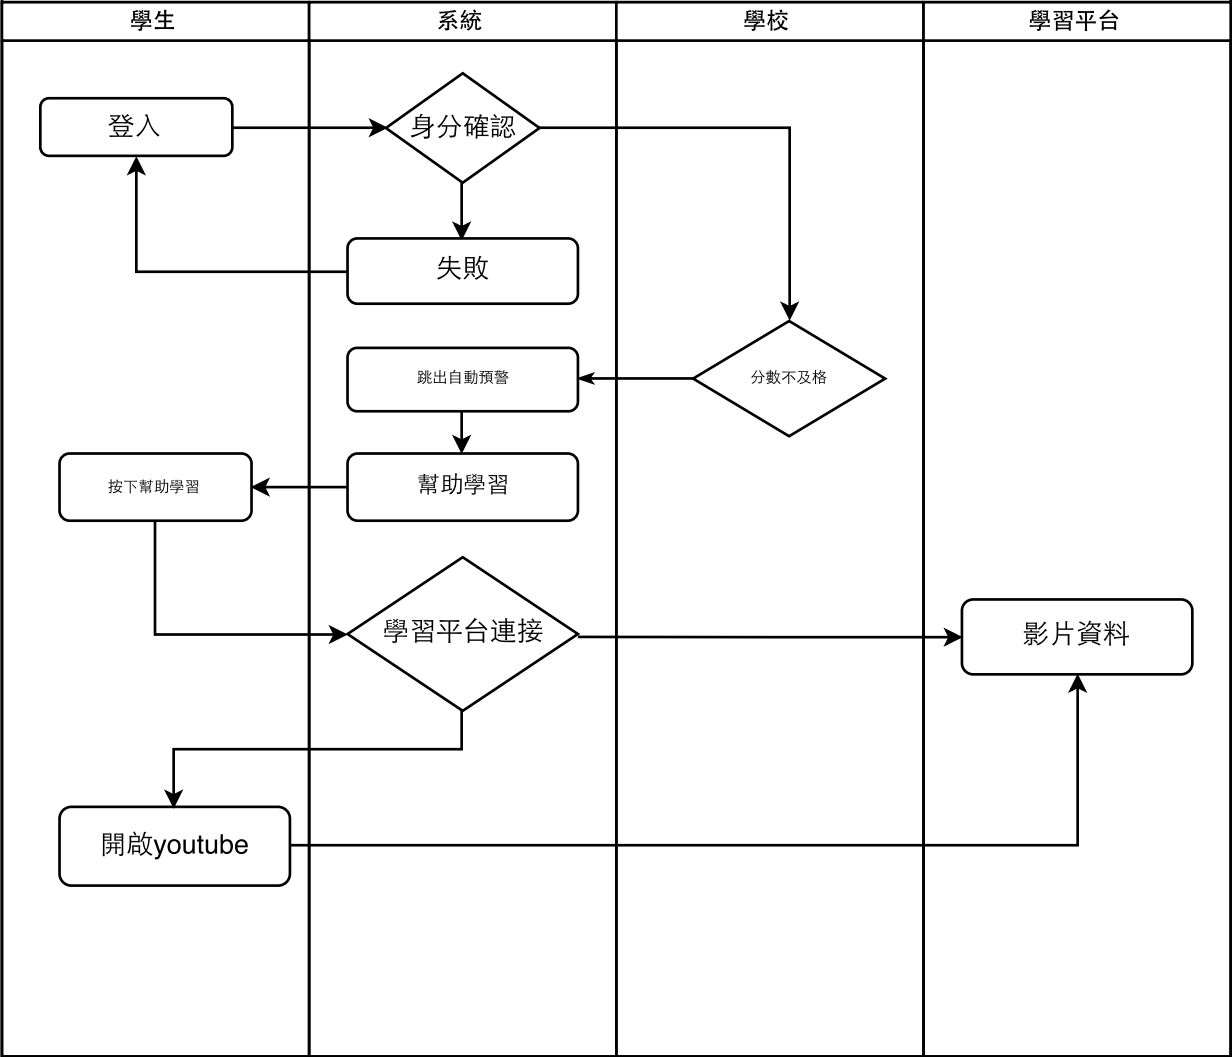 學生
系統
學校
學習平台
登入
身分確認
失敗
跳出自動預警
分數不及格
按下幫助學習
幫助學習
學習平台連接
影片資料
開啟youtube